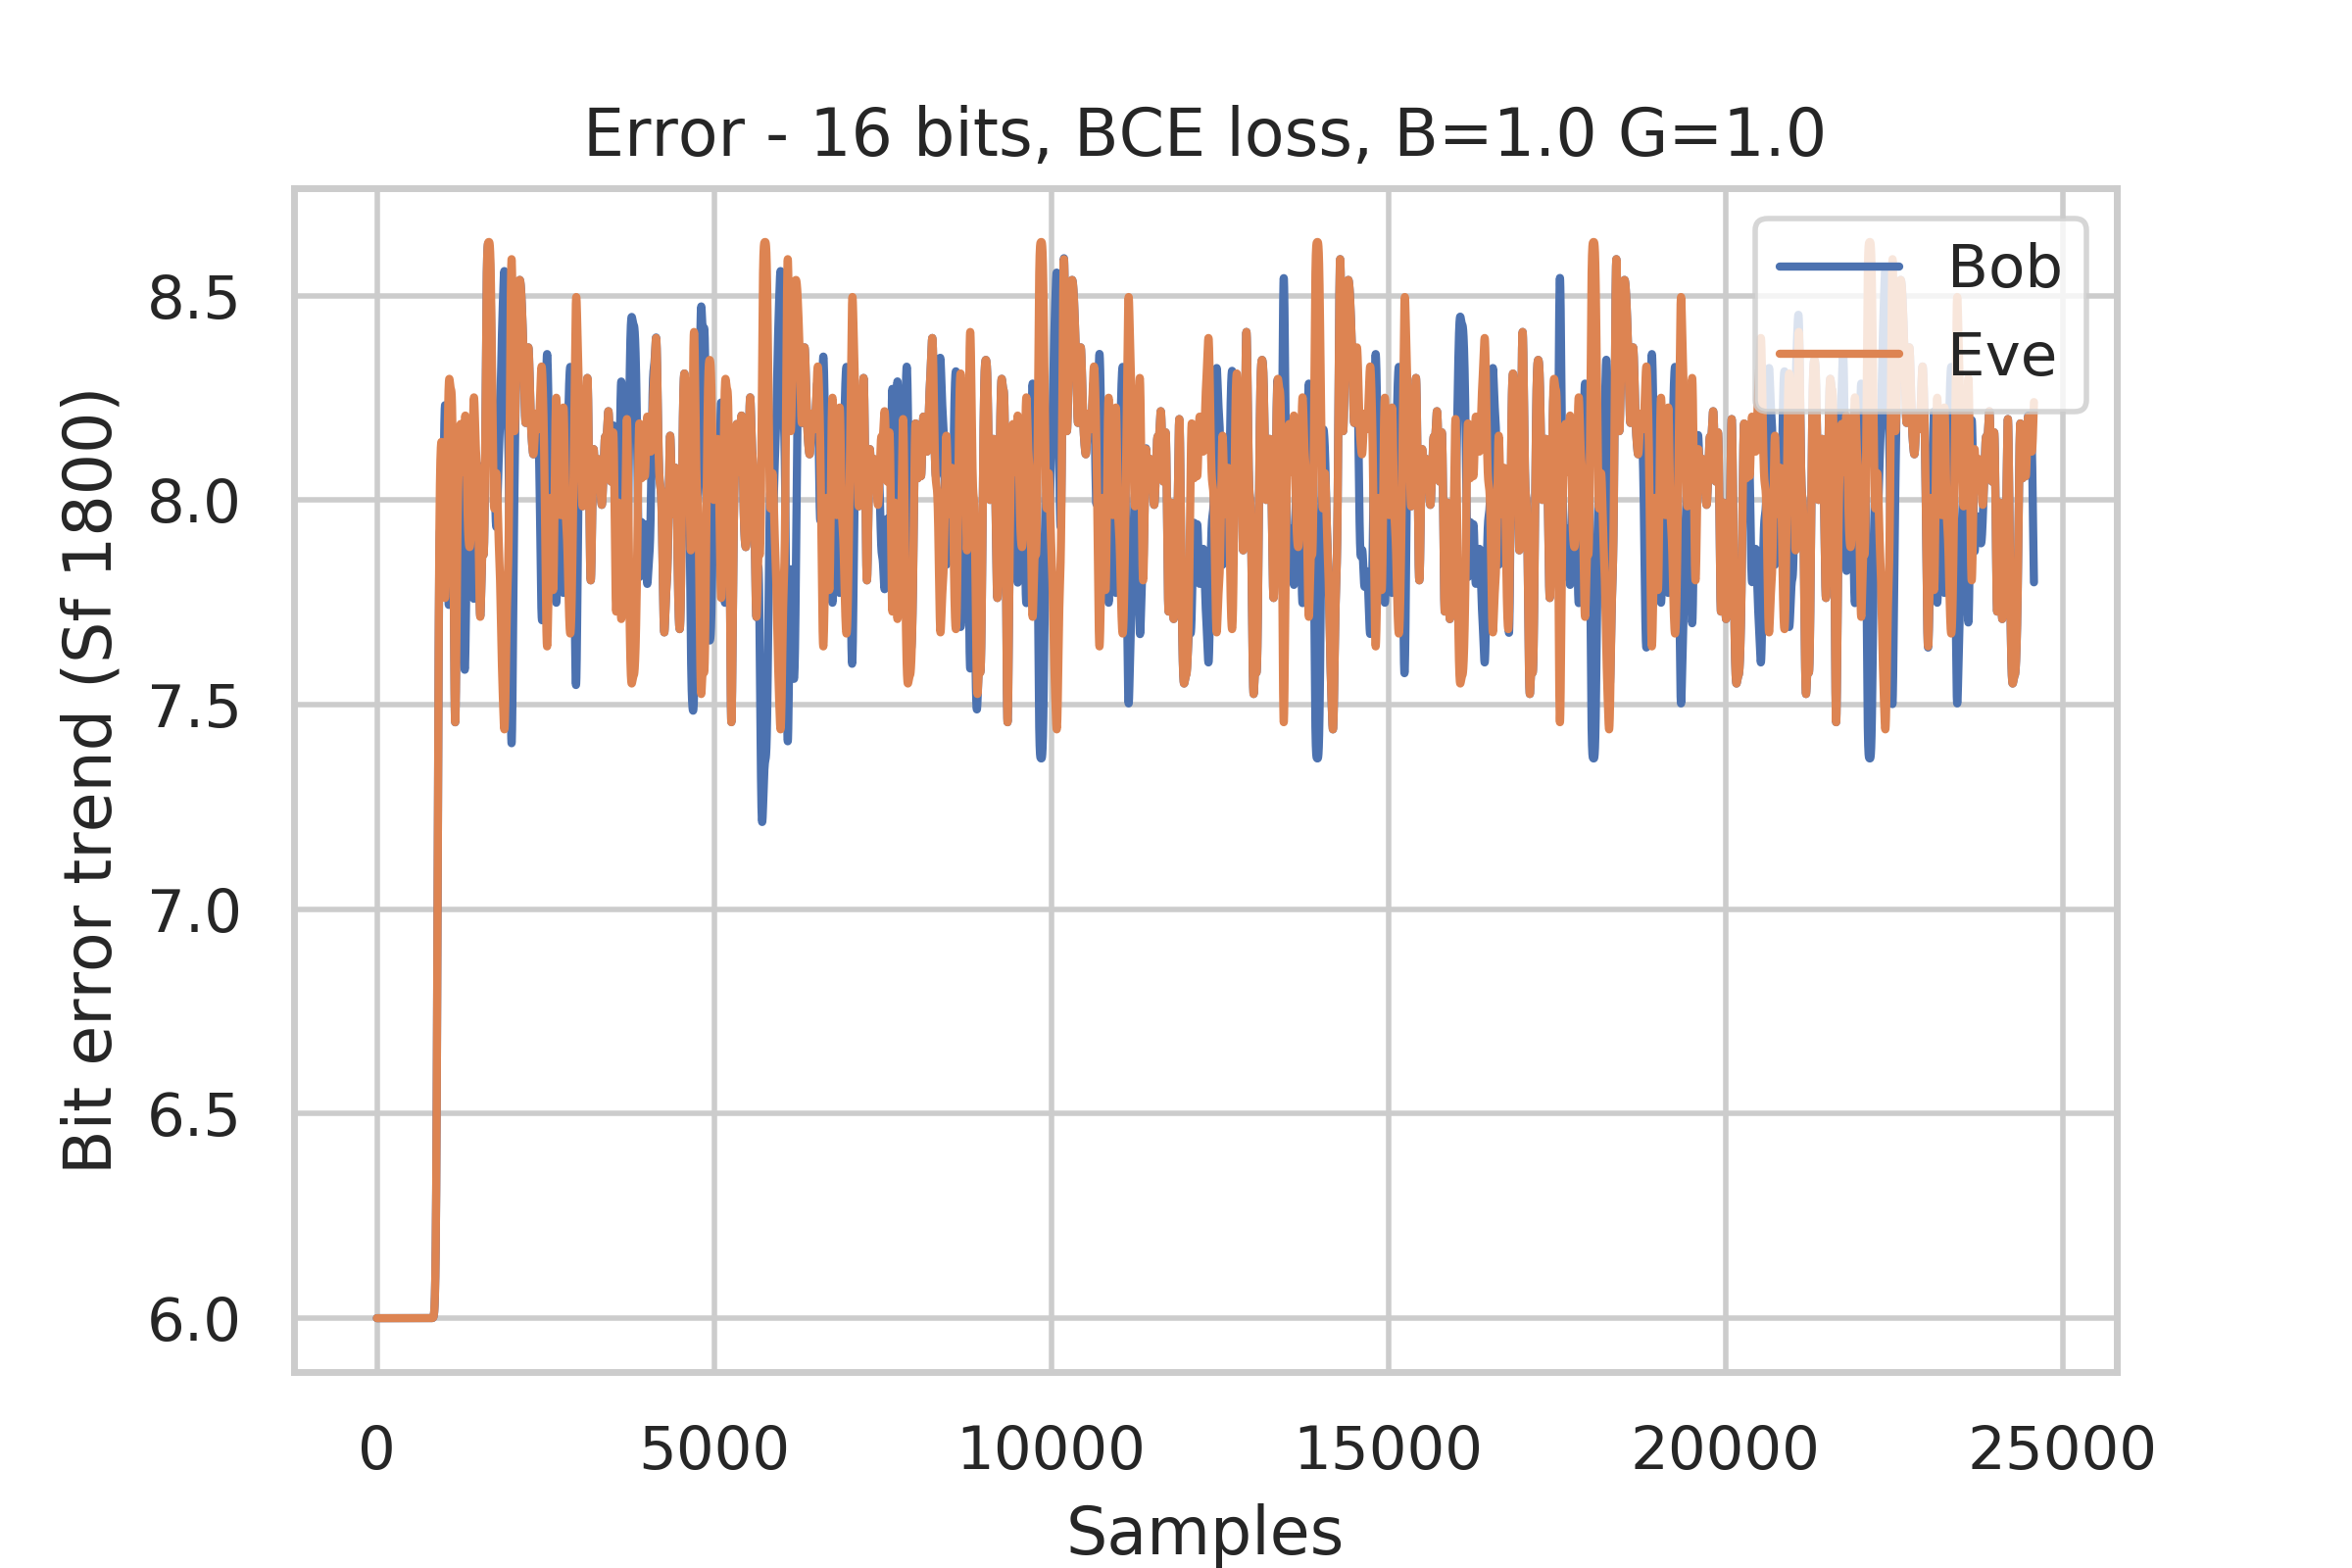 Error - 16 bits, BCE loss, B=1.0 G=1.0
Bit error trend (Sf 1800)
8.5
8.0
7.5
7.0
6.5
6.0
Bob
Eve
0
5000
10000
15000
20000
25000
Samples